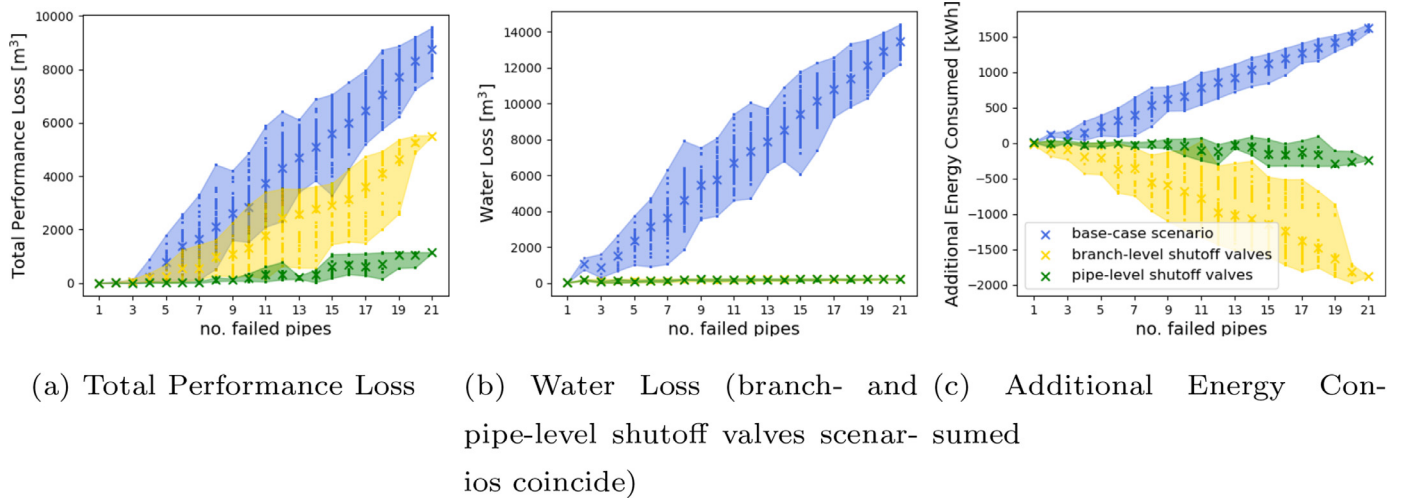 Total Performance Loss [m³]
10000
8000
6000
4000
2000
0
1 3 5 7 9 11 13 15 17 19 21
no. failed pipes
Water Loss [m³]
14000
12000
10000
8000
6000
4000
2000
0
1 3 5 7 9 11 13 15 17 19 21
no. failed pipes
Additional Energy Consumed [kWh]
1500
1000
500
0
−500
−1000
−1500
−2000
base-case scenario
branch-level shutoff valves
pipe-level shutoff valves
1 3 5 7 9 11 13 15 17 19 21
no. failed pipes
(a) Total Performance Loss
(b) Water Loss (branch- and
pipe-level shutoff valves scenar-
ios coincide)
(c) Additional Energy Con-
sumed